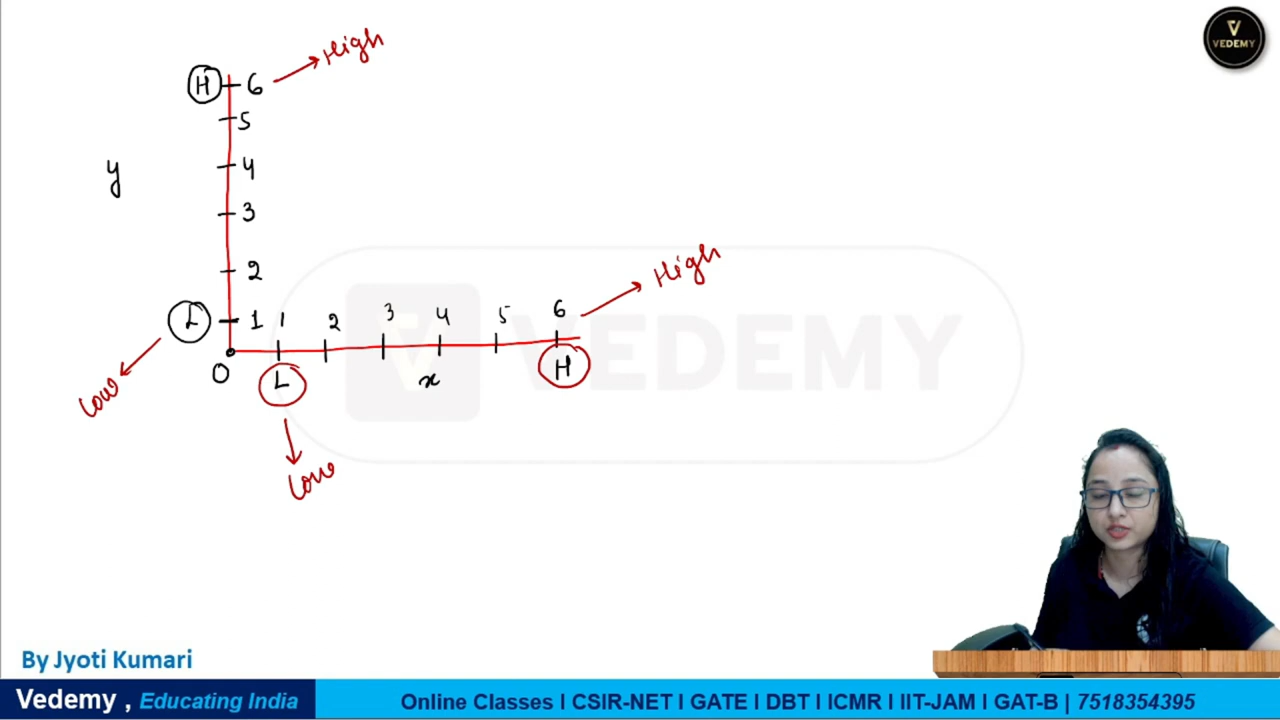 High
VEDEMY
H 6
5
y 4
3
2
High
L 1 1 2 3 4 5 6
VEDEMY
O L x H
Low
Low
By Jyoti Kumari
Vedemy , Educating India
Online Classes I CSIR-NET I GATE I DBT I ICMR I IIT-JAM I GAT-B | 7518354395